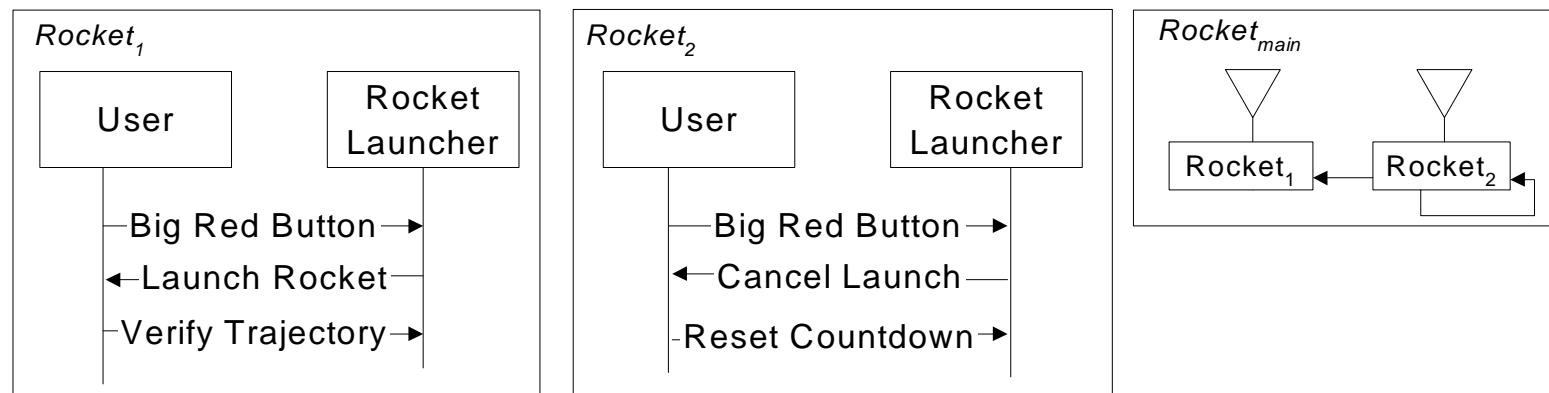 Rocket₁
User
Rocket
Launcher
Big Red Button
Launch Rocket
Verify Trajectory
Rocket₂
User
Rocket
Launcher
Big Red Button
Cancel Launch
Reset Countdown
Rocketₘₐᵢₙ
Rocket₁
Rocket₂